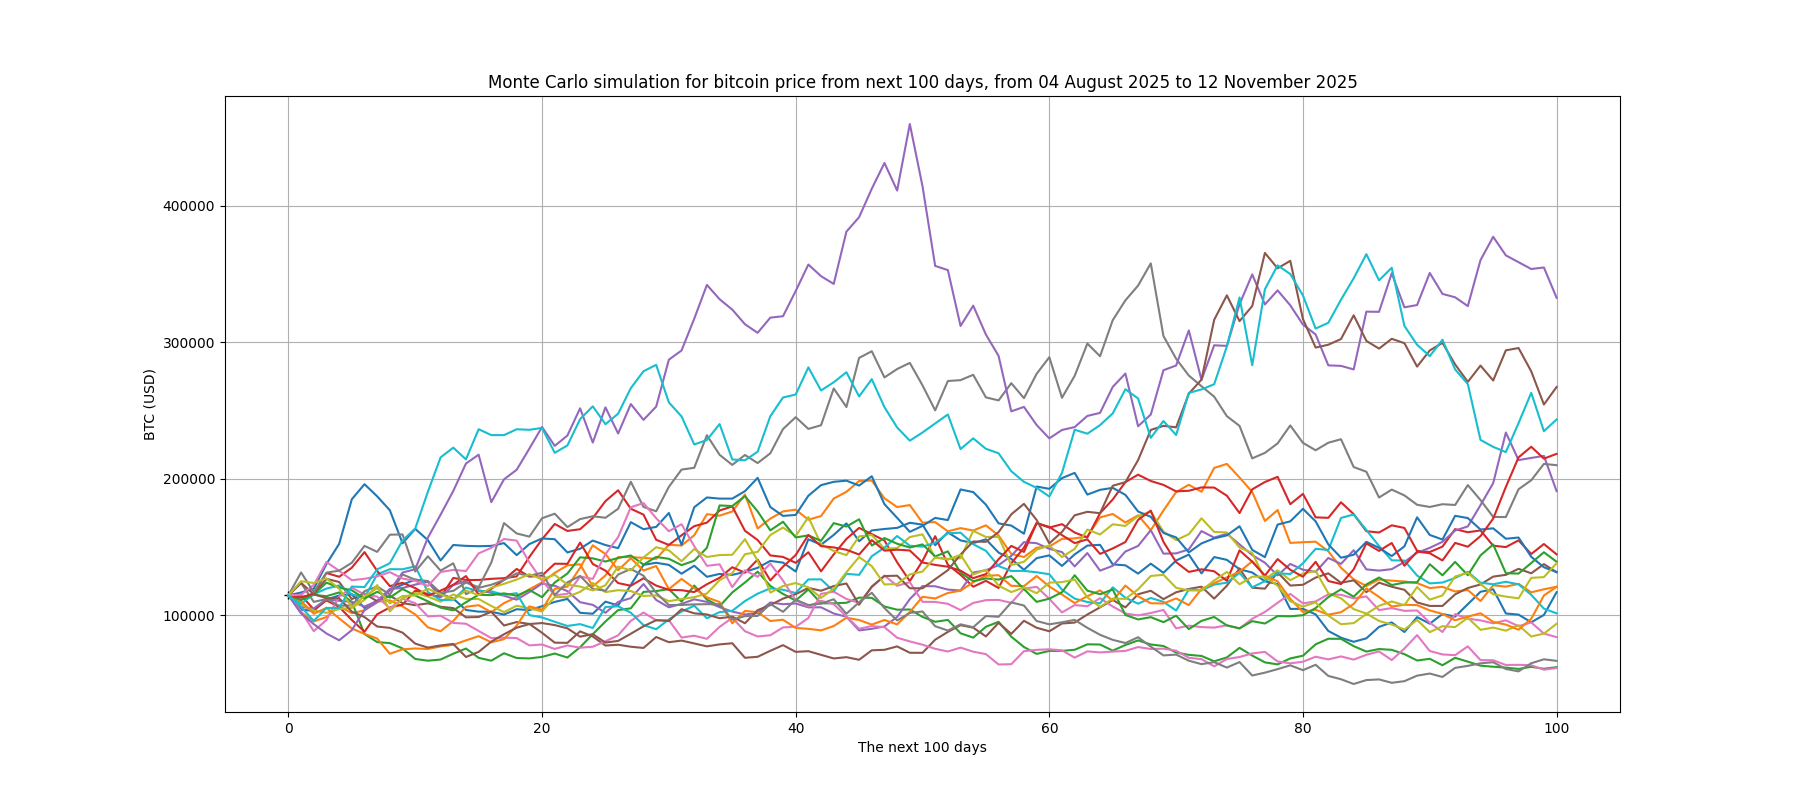 Monte Carlo simulation for bitcoin price from next 100 days, from 04 August 2025 to 12 November 2025
400000
300000
200000
100000
BTC (USD)
0 20 40 60 80 100
The next 100 days